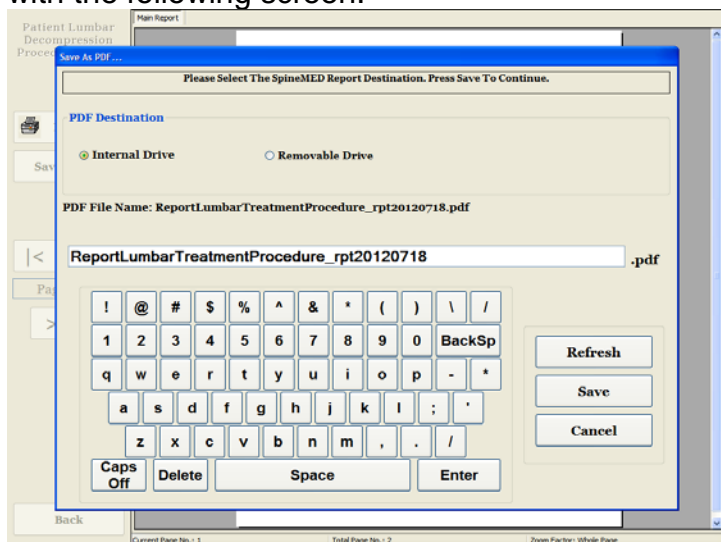 with the following screen.
Main Report
Patient Lumbar
Decompression
Save As PDF...
Please Select The SpineMED Report Destination. Press Save To Continue.
PDF Destination
Internal Drive
Removable Drive
PDF File Name: ReportLumbarTreatmentProcedure_rpt20120718.pdf
ReportLumbarTreatmentProcedure_rpt20120718 .pdf
|<
>
! @ # $ % ^ & * ( ) \ /
1 2 3 4 5 6 7 8 9 0 BackSp
q w e r t y u i o p - *
a s d f g h j k l ; '
z x c v b n m , . /
Caps Off Delete Space Enter
Refresh
Save
Cancel
Back
Current Page No.: 1 Total Page No.: 2 Zoom Factor: Whole Page